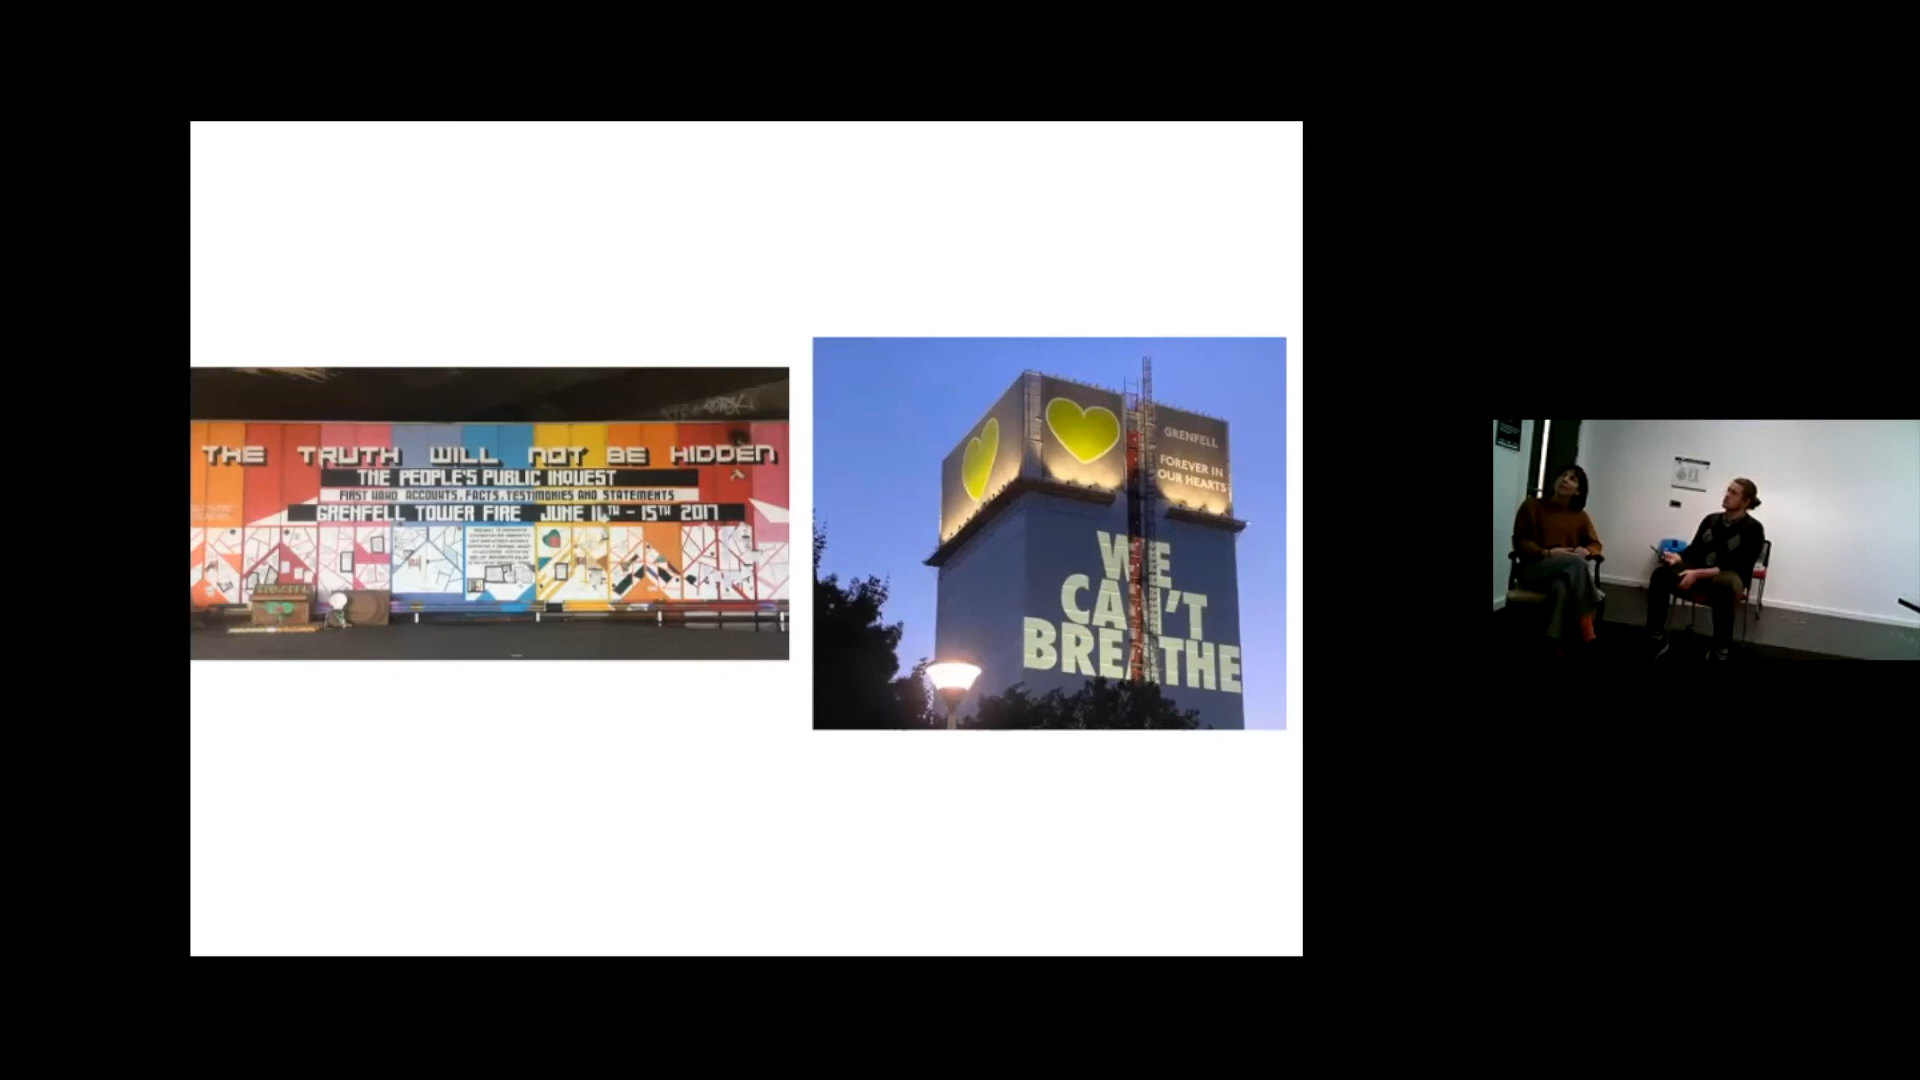 THE TRUTH WILL NOT BE HIDDEN
THE PEOPLE'S PUBLIC INQUEST
FIRST HAND ACCOUNTS, FACTS, TESTIMONIES AND STATEMENTS
GRENFELL TOWER FIRE JUNE 14TH - 15TH 2017
GRENFELL
FOREVER IN
OUR HEARTS
WE
CAN'T
BREATHE